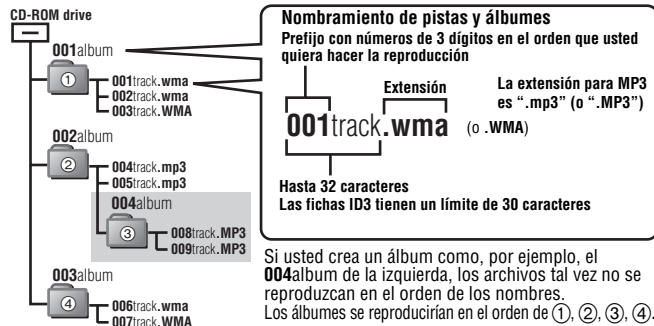 CD-ROM drive
001album
①
001track.wma
002track.wma
003track.WMA
002album
②
004track.mp3
005track.mp3
004album
③
008track.MP3
009track.MP3
003album
④
006track.wma
007track.WMA
Nombramiento de pistas y álbumes
Prefijo con números de 3 dígitos en el orden que usted
quiera hacer la reproducción
Extensión
001track.wma (o .WMA)
La extensión para MP3
es “.mp3” (o “.MP3”)
Hasta 32 caracteres
Las fichas ID3 tienen un límite de 30 caracteres
Si usted crea un álbum como, por ejemplo, el
004album de la izquierda, los archivos tal vez no se
reproduzcan en el orden de los nombres.
Los álbumes se reproducirían en el orden de ①, ②, ③, ④.